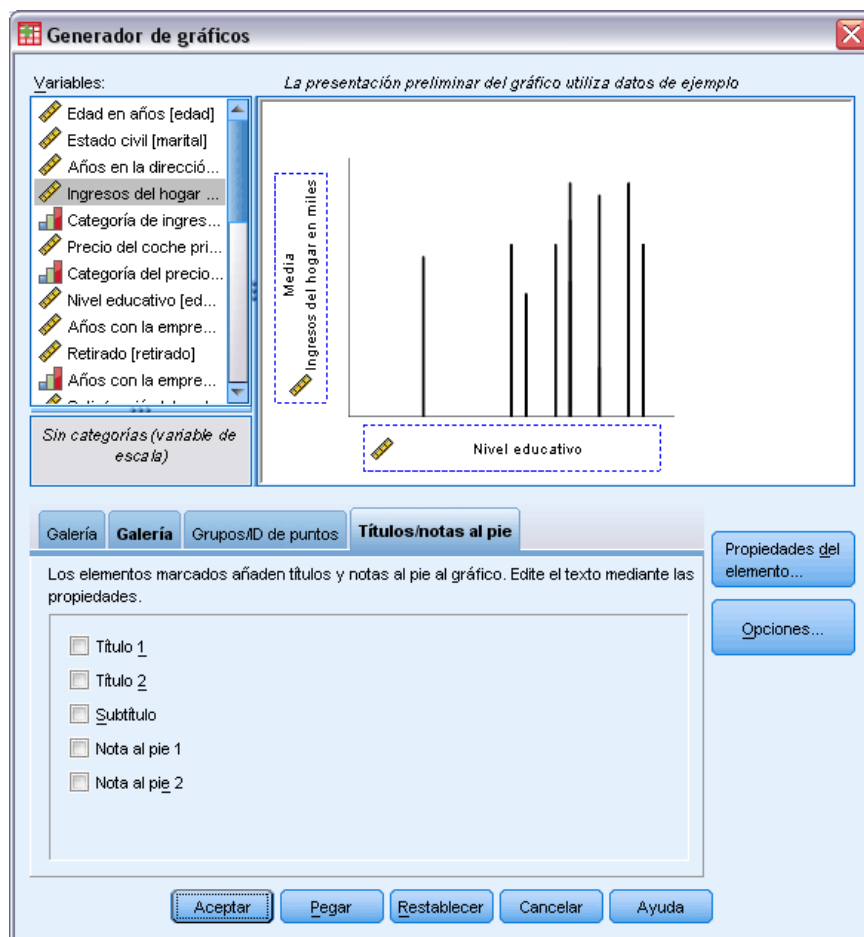 Generador de gráficos
Variables:
La presentación preliminar del gráfico utiliza datos de ejemplo
Edad en años [edad]
Estado civil [marital]
Años en la direcció...
Ingresos del hogar ...
Categoría de ingres...
Precio del coche pri...
Categoría del precio...
Nivel educativo [ed...
Años con la empre...
Retirado [retirado]
Años con la empre...
Sin categorías (variable de
escala)
Media
Ingresos del hogar en miles
Nivel educativo
Galería
Galería
Grupos/ID de puntos
Títulos/notas al pie
Los elementos marcados añaden títulos y notas al pie al gráfico. Edite el texto mediante las
propiedades.
Título 1
Título 2
Subtítulo
Nota al pie 1
Nota al pie 2
Propiedades del
elemento...
Opciones...
Aceptar
Pegar
Restablecer
Cancelar
Ayuda